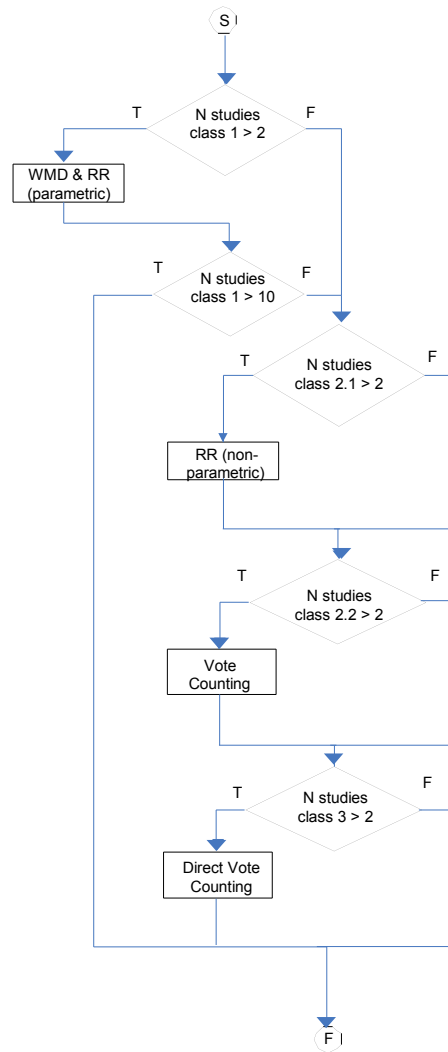 S
T
N studies
class 1 > 2
F
WMD & RR
(parametric)
T
N studies
class 1 > 10
F
T
N studies
class 2.1 > 2
F
RR (non-
parametric)
T
N studies
class 2.2 > 2
F
Vote
Counting
T
N studies
class 3 > 2
F
Direct Vote
Counting
F